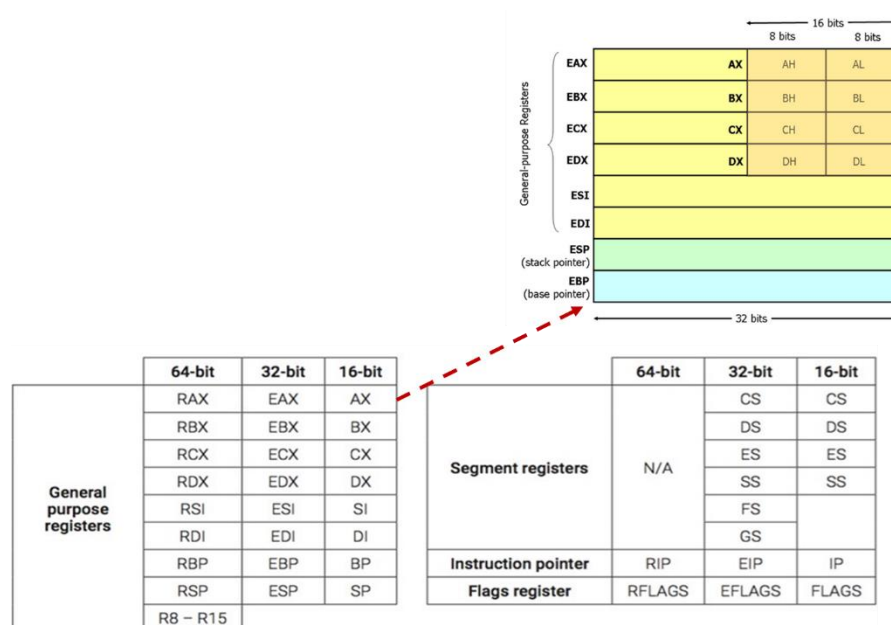 16 bits
8 bits 8 bits
General-purpose Registers
EAX AX AH AL
EBX BX BH BL
ECX CX CH CL
EDX DX DH DL
ESI
EDI
ESP
(stack pointer)
EBP
(base pointer)
32 bits
64-bit 32-bit 16-bit
General purpose registers
RAX EAX AX
RBX EBX BX
RCX ECX CX
RDX EDX DX
RSI ESI SI
RDI EDI DI
RBP EBP BP
RSP ESP SP
R8 – R15
64-bit 32-bit 16-bit
Segment registers N/A
CS CS
DS DS
ES ES
SS SS
FS
GS
Instruction pointer RIP EIP IP
Flags register RFLAGS EFLAGS FLAGS